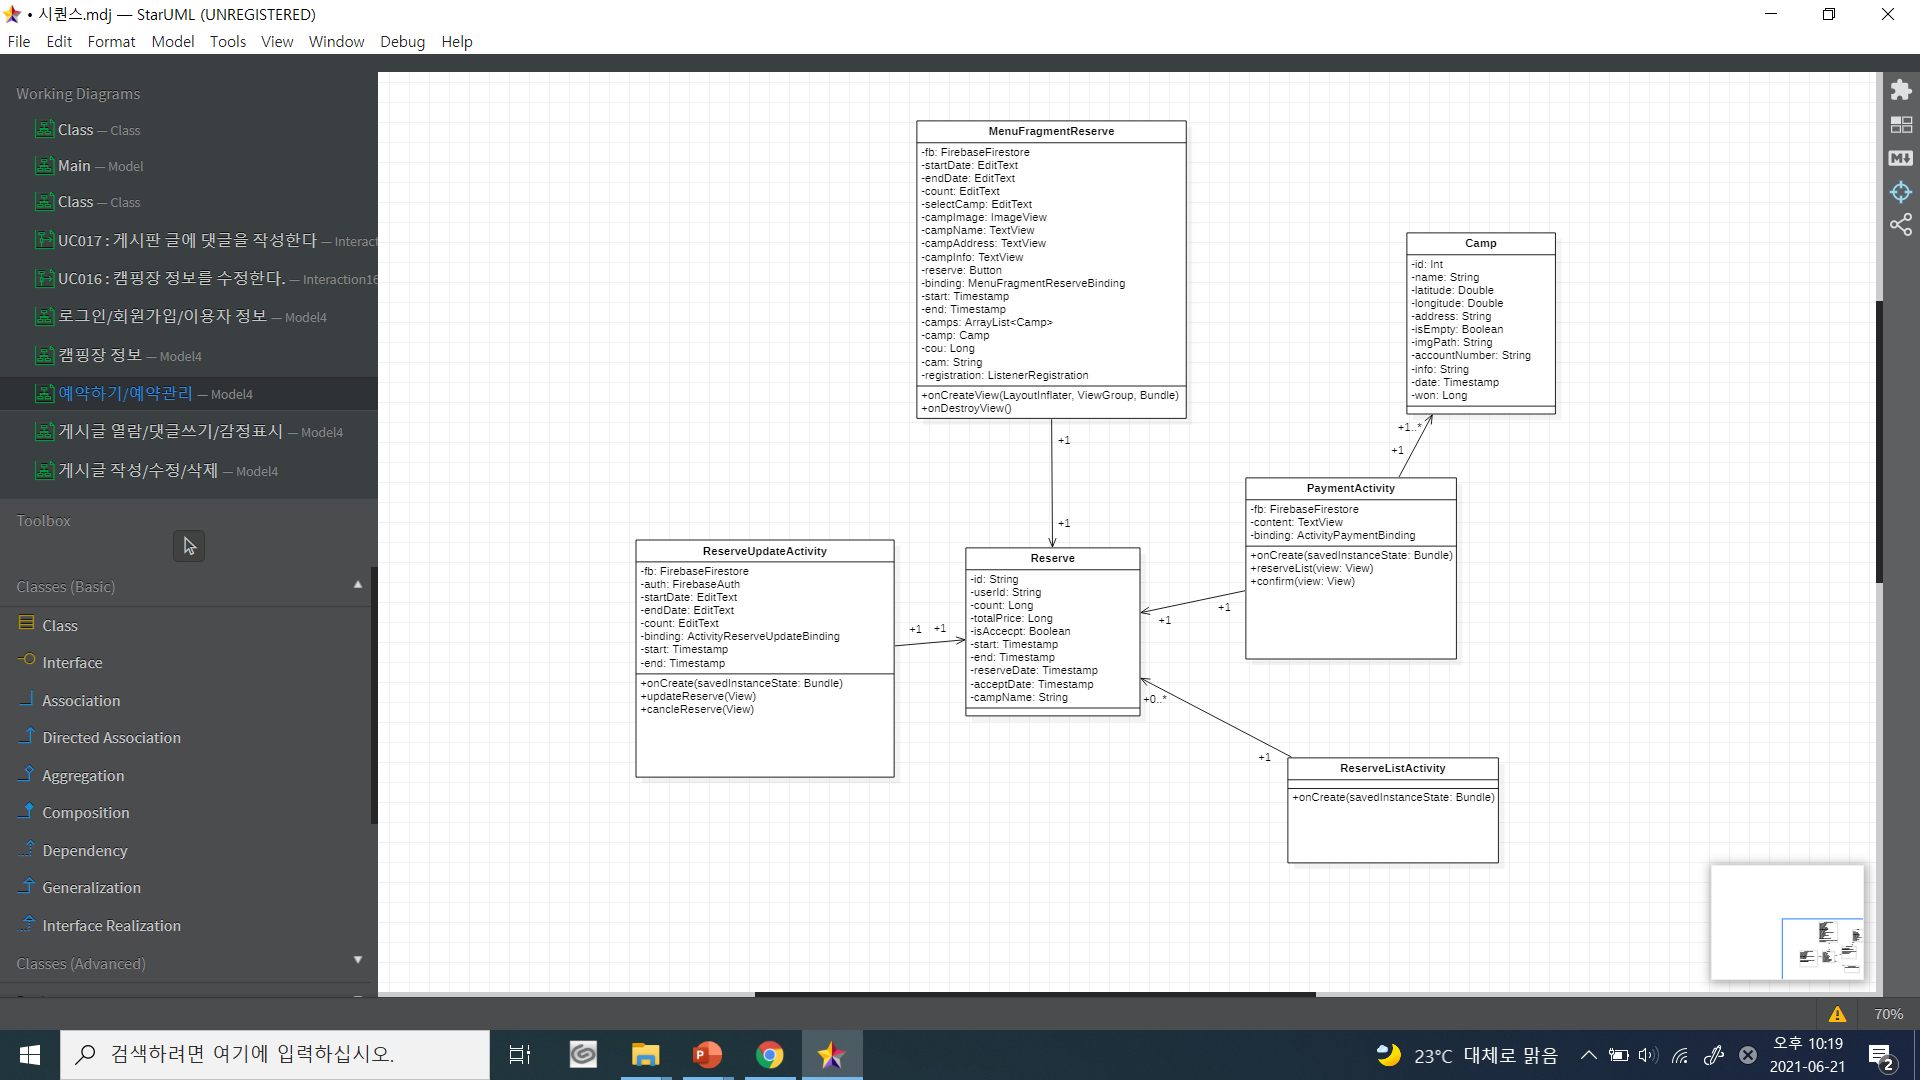 • 시퀀스.mdj — StarUML (UNREGISTERED)
File Edit Format Model Tools View Window Debug Help
Working Diagrams
Class — Class
Main — Model
Class — Class
UC017 : 게시판 글에 댓글을 작성한다 — Interact
UC016 : 캠핑장 정보를 수정한다. — Interaction16
로그인/회원가입/이용자 정보 — Model4
캠핑장 정보 — Model4
예약하기/예약관리 — Model4
게시글 열람/댓글쓰기/감정표시 — Model4
게시글 작성/수정/삭제 — Model4
Toolbox
Classes (Basic)
Class
Interface
Association
Directed Association
Aggregation
Composition
Dependency
Generalization
Interface Realization
Classes (Advanced)
MenuFragmentReserve
-fb: FirebaseFirestore
-startDate: EditText
-endDate: EditText
-count: EditText
-selectCamp: EditText
-campImage: ImageView
-campName: TextView
-campAddress: TextView
-campInfo: TextView
-reserve: Button
-binding: MenuFragmentReserveBinding
-start: Timestamp
-end: Timestamp
-camps: ArrayList<Camp>
-camp: Camp
-cou: Long
-cam: String
-registration: ListenerRegistration
+onCreateView(LayoutInflater, ViewGroup, Bundle)
+onDestroyView()
+1
+1
Camp
-id: Int
-name: String
-latitude: Double
-longitude: Double
-address: String
-isEmpty: Boolean
-imgPath: String
-accountNumber: String
-info: String
-date: Timestamp
-won: Long
+1..*
+1
PaymentActivity
-fb: FirebaseFirestore
-content: TextView
-binding: ActivityPaymentBinding
+onCreate(savedInstanceState: Bundle)
+reserveList(view: View)
+confirm(view: View)
+1
+1
ReserveUpdateActivity
-fb: FirebaseFirestore
-auth: FirebaseAuth
-startDate: EditText
-endDate: EditText
-count: EditText
-binding: ActivityReserveUpdateBinding
-start: Timestamp
-end: Timestamp
+onCreate(savedInstanceState: Bundle)
+updateReserve(View)
+cancleReserve(View)
+1 +1
Reserve
-id: String
-userId: String
-count: Long
-totalPrice: Long
-isAccecpt: Boolean
-start: Timestamp
-end: Timestamp
-reserveDate: Timestamp
-acceptDate: Timestamp
-campName: String
+0..*
+1
ReserveListActivity
+onCreate(savedInstanceState: Bundle)
70%
검색하려면 여기에 입력하십시오.
23°C 대체로 맑음
오후 10:19
2021-06-21
2